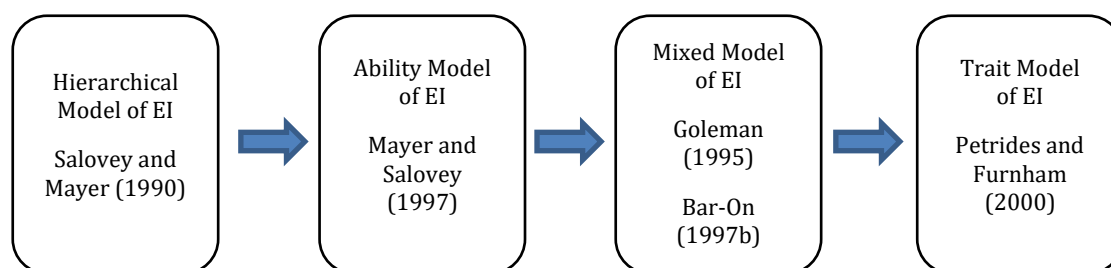 Hierarchical
Model of EI
Salovey and
Mayer (1990)
Ability Model
of EI
Mayer and
Salovey
(1997)
Mixed Model
of EI
Goleman
(1995)
Bar-On
(1997b)
Trait Model
of EI
Petrides and
Furnham
(2000)